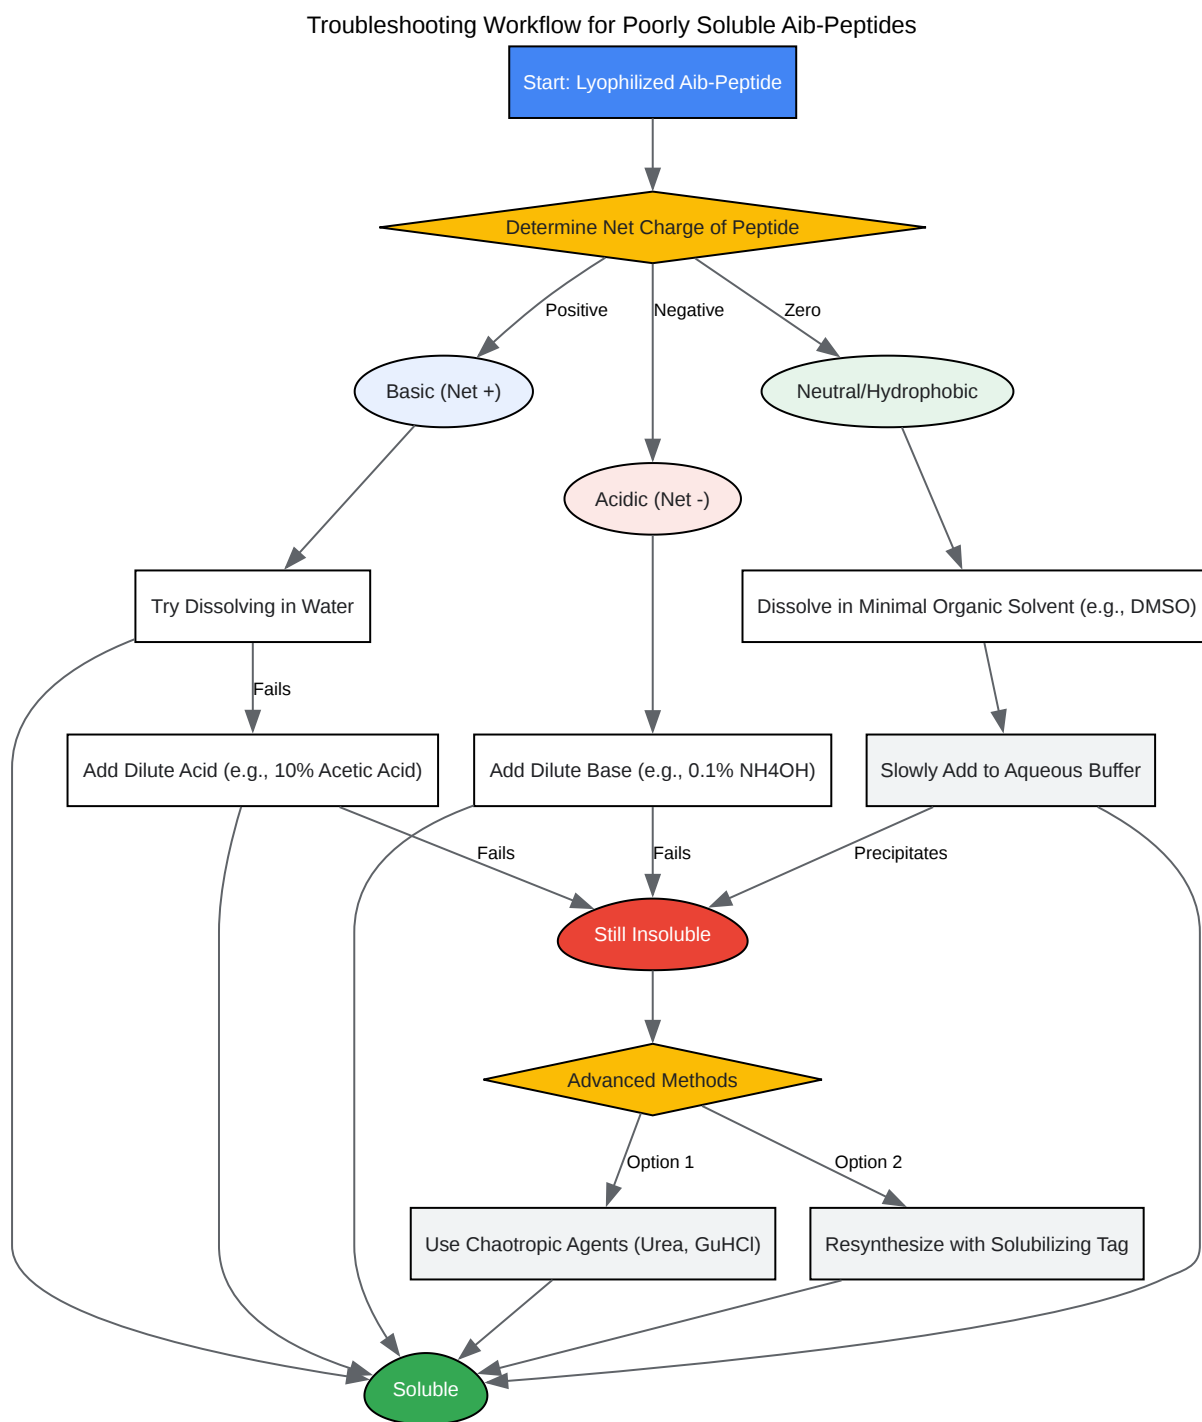 Troubleshooting Workflow for Poorly Soluble Aib-Peptides
Start: Lyophilized Aib-Peptide
Determine Net Charge of Peptide
Positive
Negative
Zero
Basic (Net +)
Neutral/Hydrophobic
Acidic (Net -)
Try Dissolving in Water
Dissolve in Minimal Organic Solvent (e.g., DMSO)
Fails
Add Dilute Acid (e.g., 10% Acetic Acid)
Add Dilute Base (e.g., 0.1% NH4OH)
Slowly Add to Aqueous Buffer
Fails
Fails
Precipitates
Still Insoluble
Advanced Methods
Option 1
Option 2
Use Chaotropic Agents (Urea, GuHCl)
Resynthesize with Solubilizing Tag
Soluble